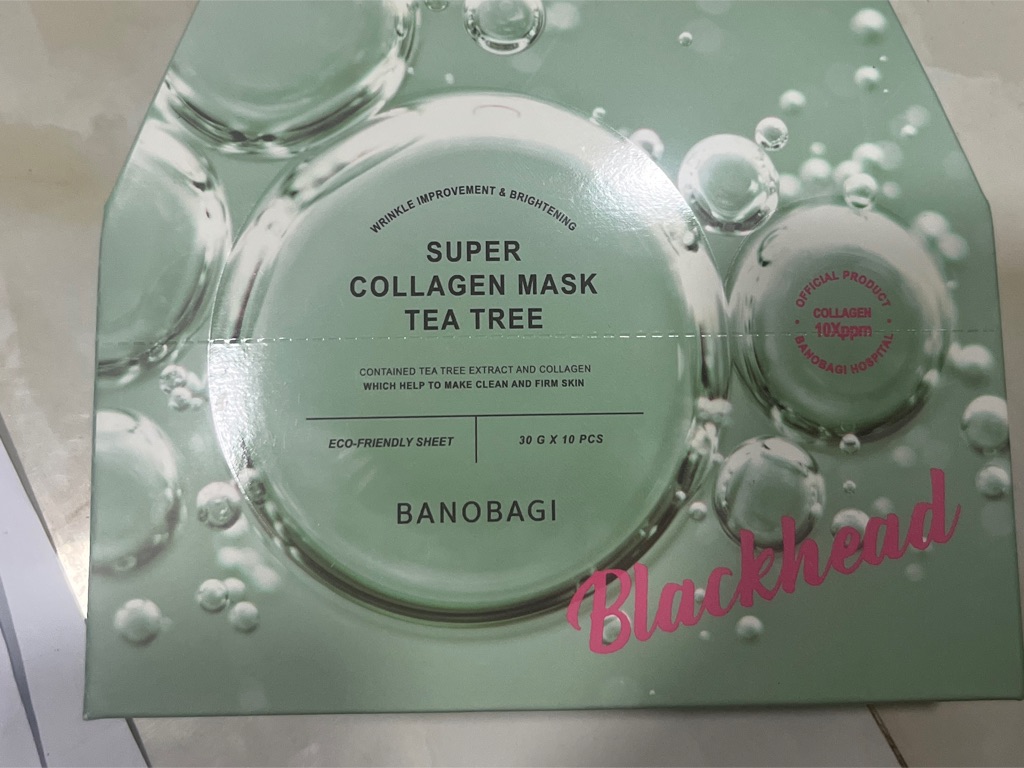 WRINKLE IMPROVEMENT & BRIGHTENING
SUPER
COLLAGEN MASK
TEA TREE
CONTAINED TEA TREE EXTRACT AND COLLAGEN
WHICH HELP TO MAKE CLEAN AND FIRM SKIN
ECO-FRIENDLY SHEET
30 G X 10 PCS
BANOBAGI
OFFICIAL PRODUCT
COLLAGEN
10Xppm
BANOBAGI HOSPITAL
Blackhead